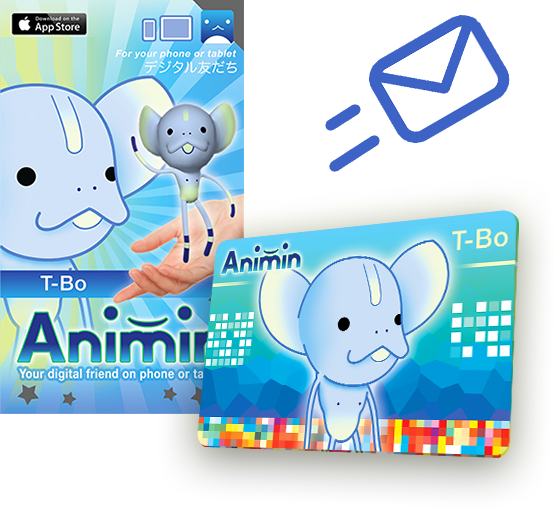 Download on the
App Store
For your phone or tablet
デジタル友だち
T-Bo
Animin
Your digital friend on phone or ta
T-Bo
Animin